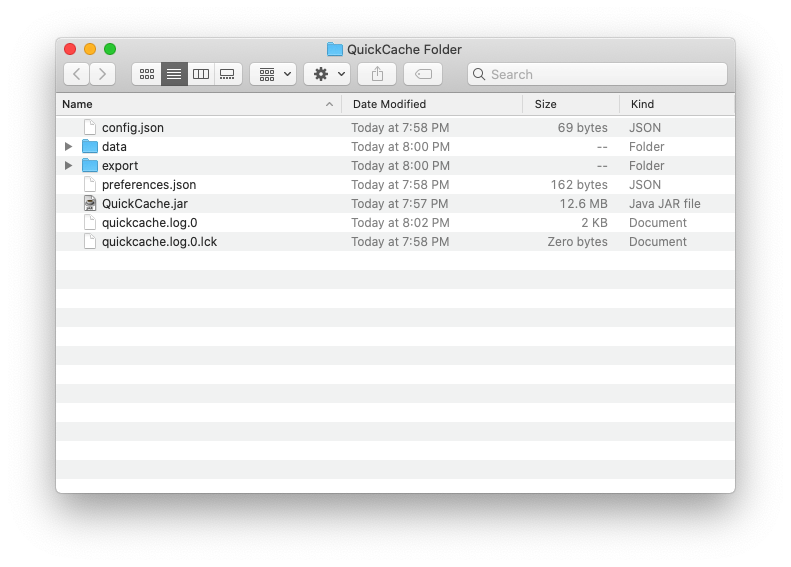 QuickCache Folder
Search
Name Date Modified Size Kind
config.json Today at 7:58 PM 69 bytes JSON
data Today at 8:00 PM -- Folder
export Today at 8:00 PM -- Folder
preferences.json Today at 7:58 PM 162 bytes JSON
QuickCache.jar Today at 7:57 PM 12.6 MB Java JAR file
quickcache.log.0 Today at 8:02 PM 2 KB Document
quickcache.log.0.lck Today at 7:58 PM Zero bytes Document